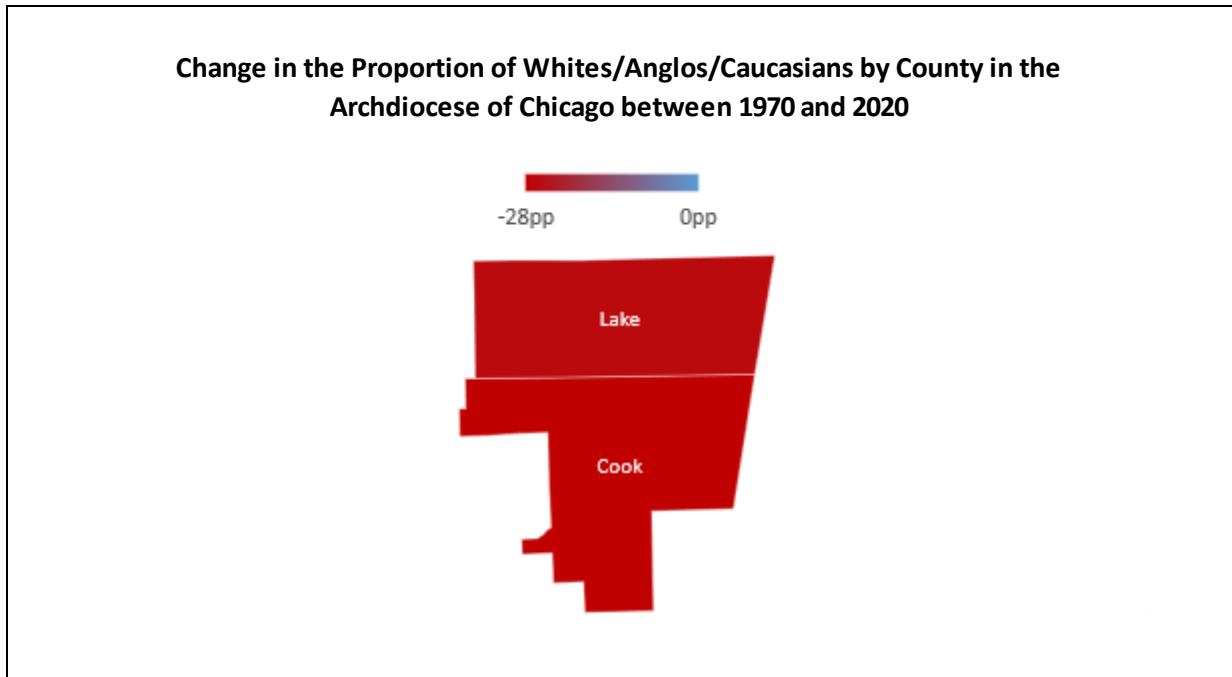 Change in the Proportion of Whites/Anglos/Caucasians by County in the
Archdiocese of Chicago between 1970 and 2020
-28pp 0pp
Lake
Cook